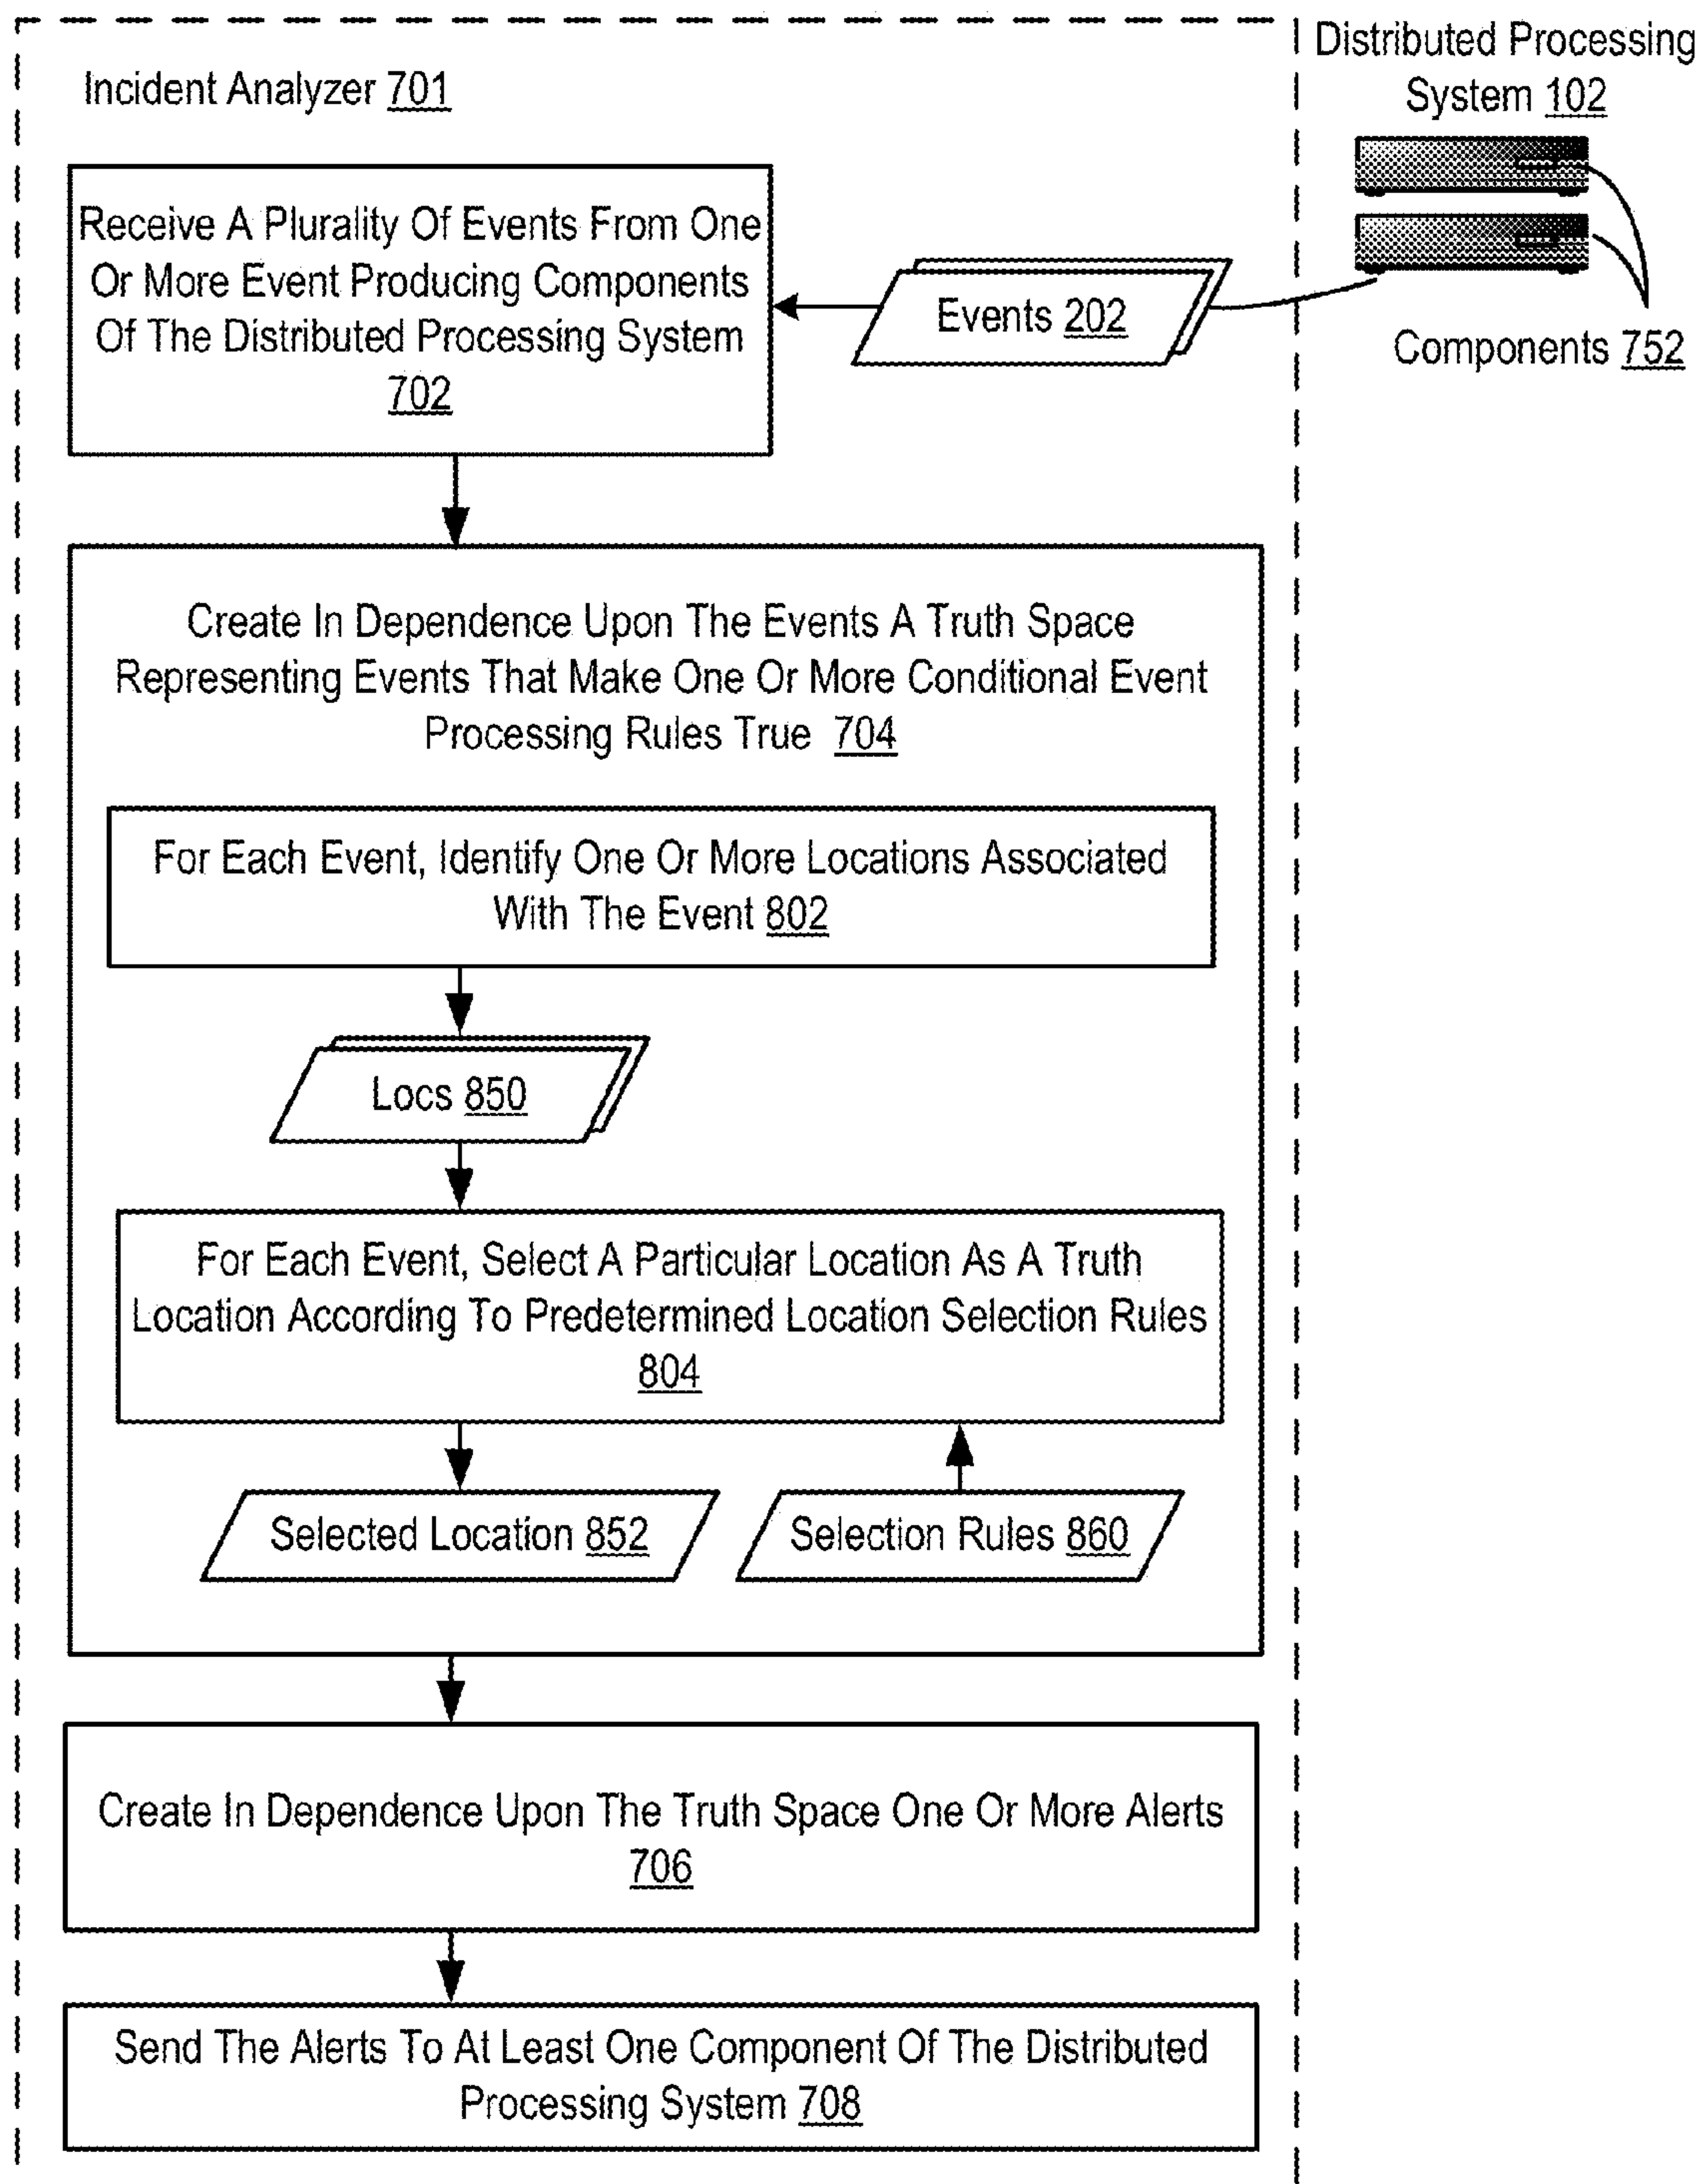 Incident Analyzer 701
Distributed Processing
System 102
Receive A Plurality Of Events From One
Or More Event Producing Components
Of The Distributed Processing System
702
Events 202
Components 752
Create In Dependence Upon The Events A Truth Space
Representing Events That Make One Or More Conditional Event
Processing Rules True 704
For Each Event, Identify One Or More Locations Associated
With The Event 802
Locs 850
For Each Event, Select A Particular Location As A Truth
Location According To Predetermined Location Selection Rules
804
Selected Location 852
Selection Rules 860
Create In Dependence Upon The Truth Space One Or More Alerts
706
Send The Alerts To At Least One Component Of The Distributed
Processing System 708